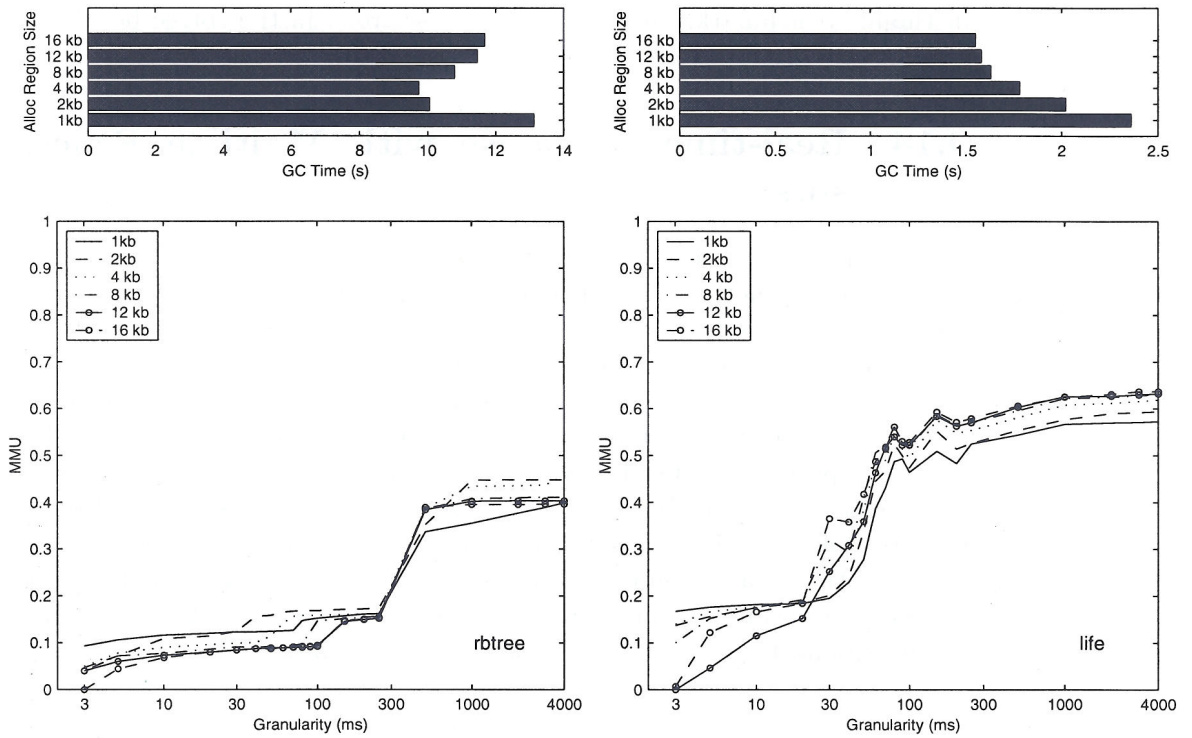 Alloc Region Size
16 kb
12 kb
8 kb
4 kb
2kb
1kb
0 2 4 6 8 10 12 14
GC Time (s)
Alloc Region Size
16 kb
12 kb
8 kb
4 kb
2kb
1kb
0 0.5 1 1.5 2 2.5
GC Time (s)
MMU
1
0.9
0.8
0.7
0.6
0.5
0.4
0.3
0.2
0.1
0
1kb
2kb
4 kb
8 kb
12 kb
16 kb
rbtree
3 10 30 100 1000 4000
Granularity (ms)
MMU
1
0.9
0.8
0.7
0.6
0.5
0.4
0.3
0.2
0.1
0
1kb
2kb
4 kb
8 kb
12 kb
16 kb
life
3 10 30 100 1000 4000
Granularity (ms)